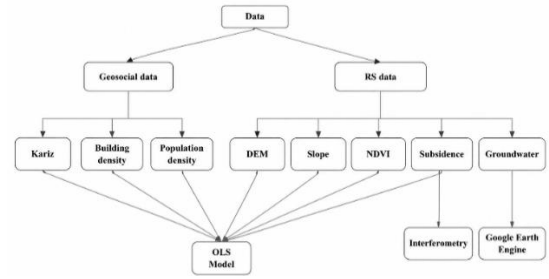 Data
Geosocial data
RS data
Kariz
Building
density
Population
density
DEM
Slope
NDVI
Subsidence
Groundwater
OLS
Model
Interferometry
Google Earth
Engine